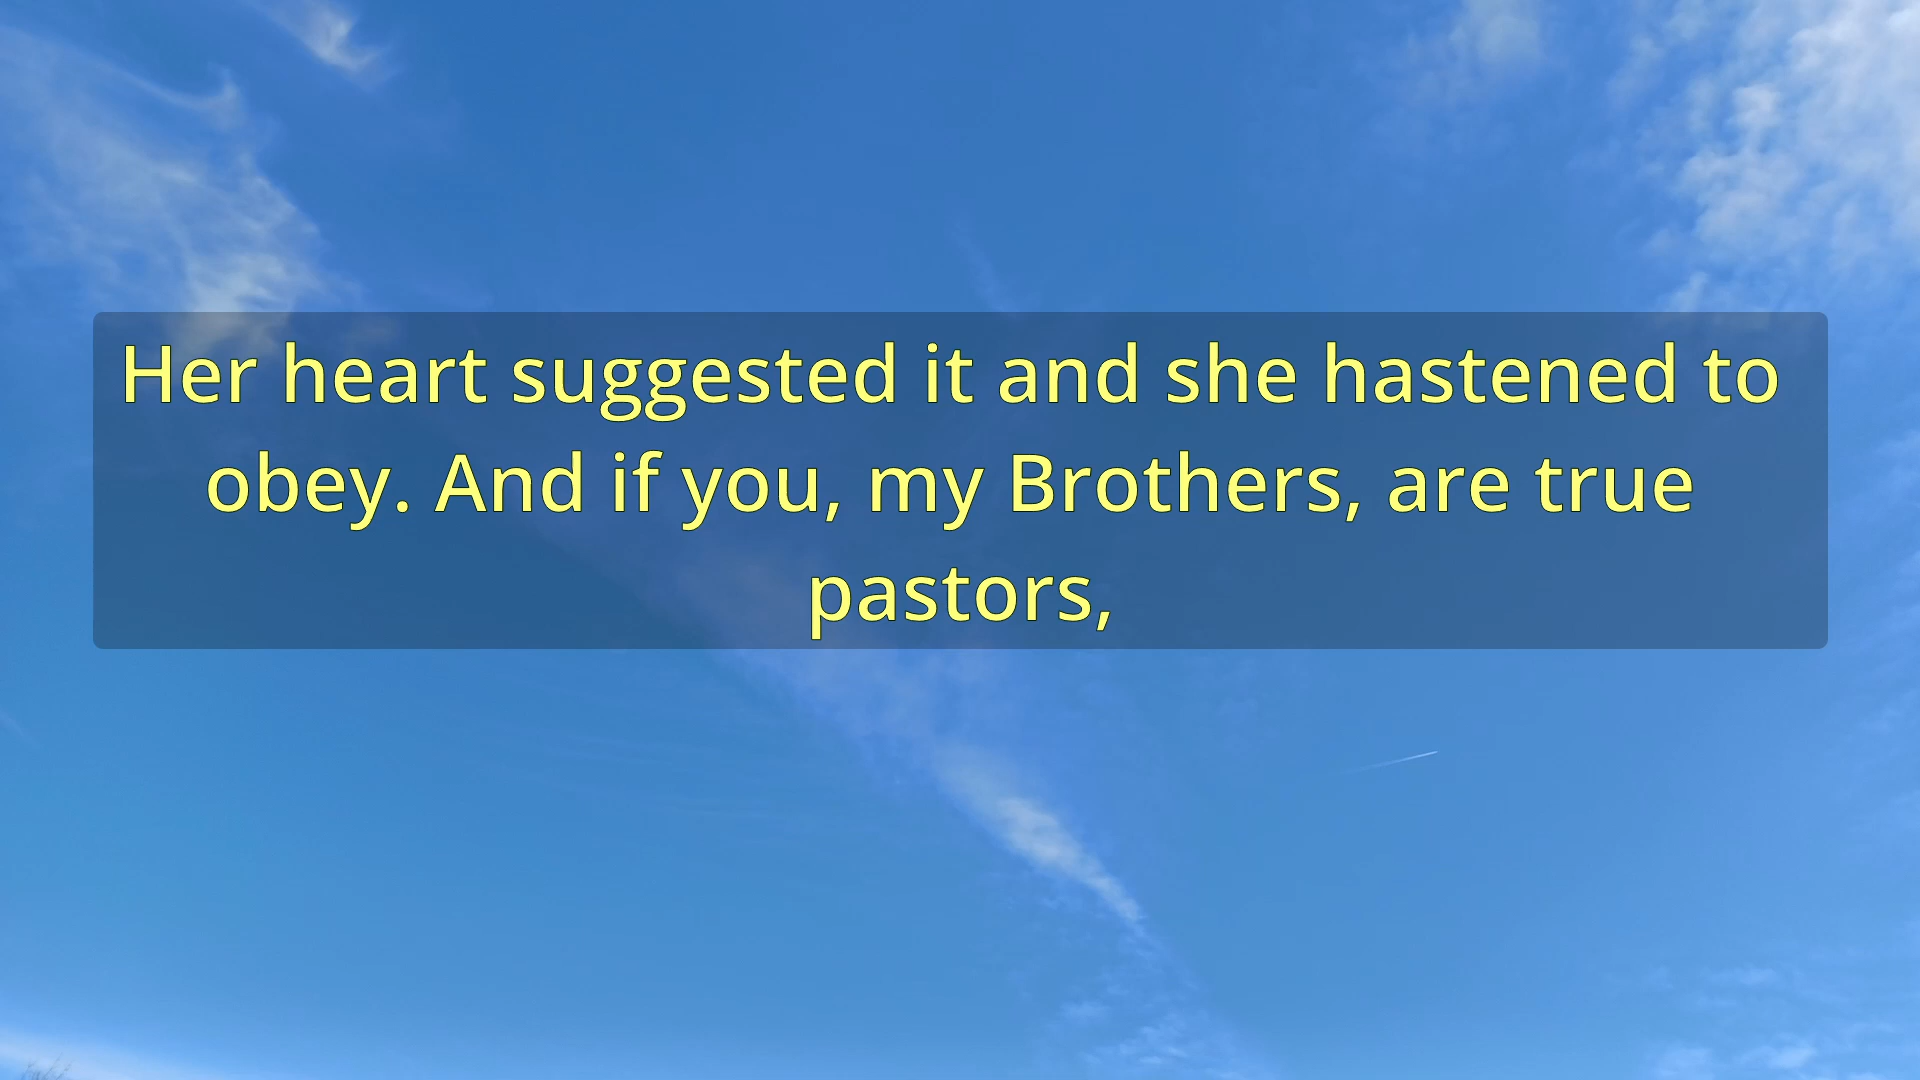 Her heart suggested it and she hastened to
obey. And if you, my Brothers, are true
pastors,